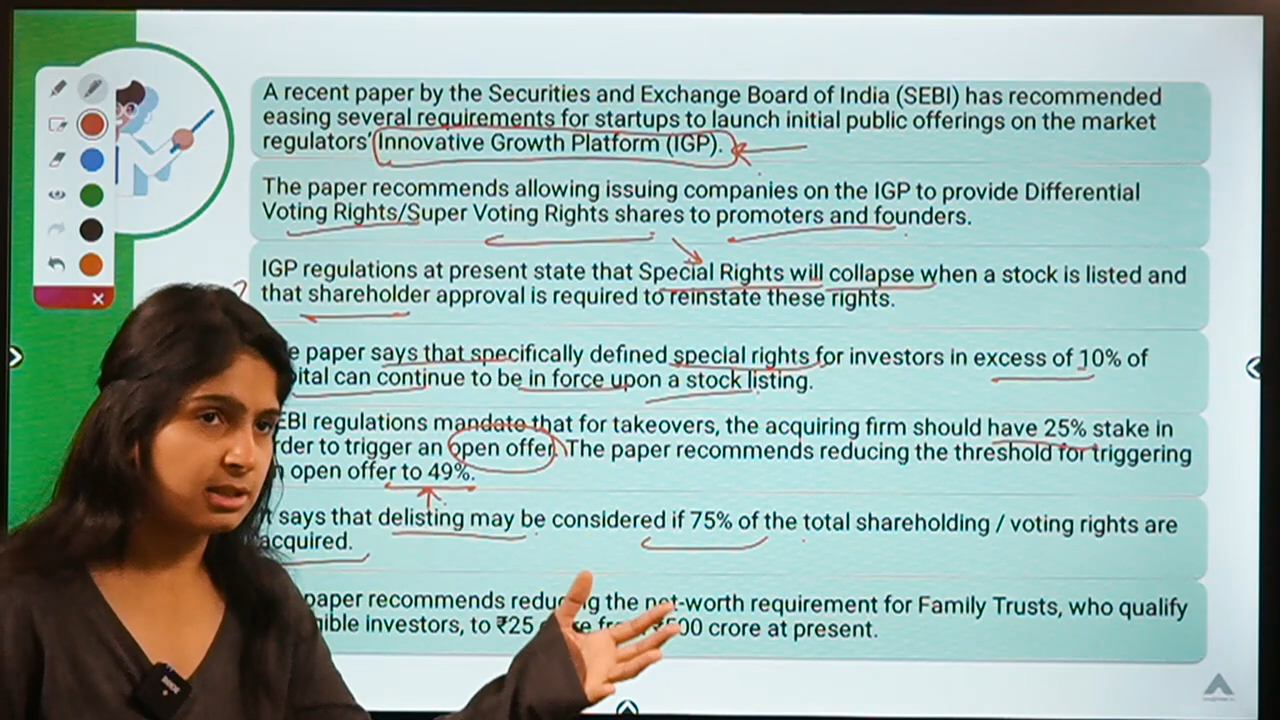 A recent paper by the Securities and Exchange Board of India (SEBI) has recommended
easing several requirements for startups to launch initial public offerings on the market
regulators' Innovative Growth Platform (IGP).
The paper recommends allowing issuing companies on the IGP to provide Differential
Voting Rights/Super Voting Rights shares to promoters and founders.
IGP regulations at present state that Special Rights will collapse when a stock is listed and
that shareholder approval is required to reinstate these rights.
paper says that specifically defined special rights for investors in excess of 10% of
can continue to be in force upon a stock listing.
regulations mandate that for takeovers, the acquiring firm should have 25% stake in
to trigger an open offer. The paper recommends reducing the threshold for triggering
open offer to 49%.
says that delisting may be considered if 75% of the total shareholding / voting rights are
acquired.
paper recommends reducing the net-worth requirement for Family Trusts, who qualify
investors, to ₹25 crore at present.